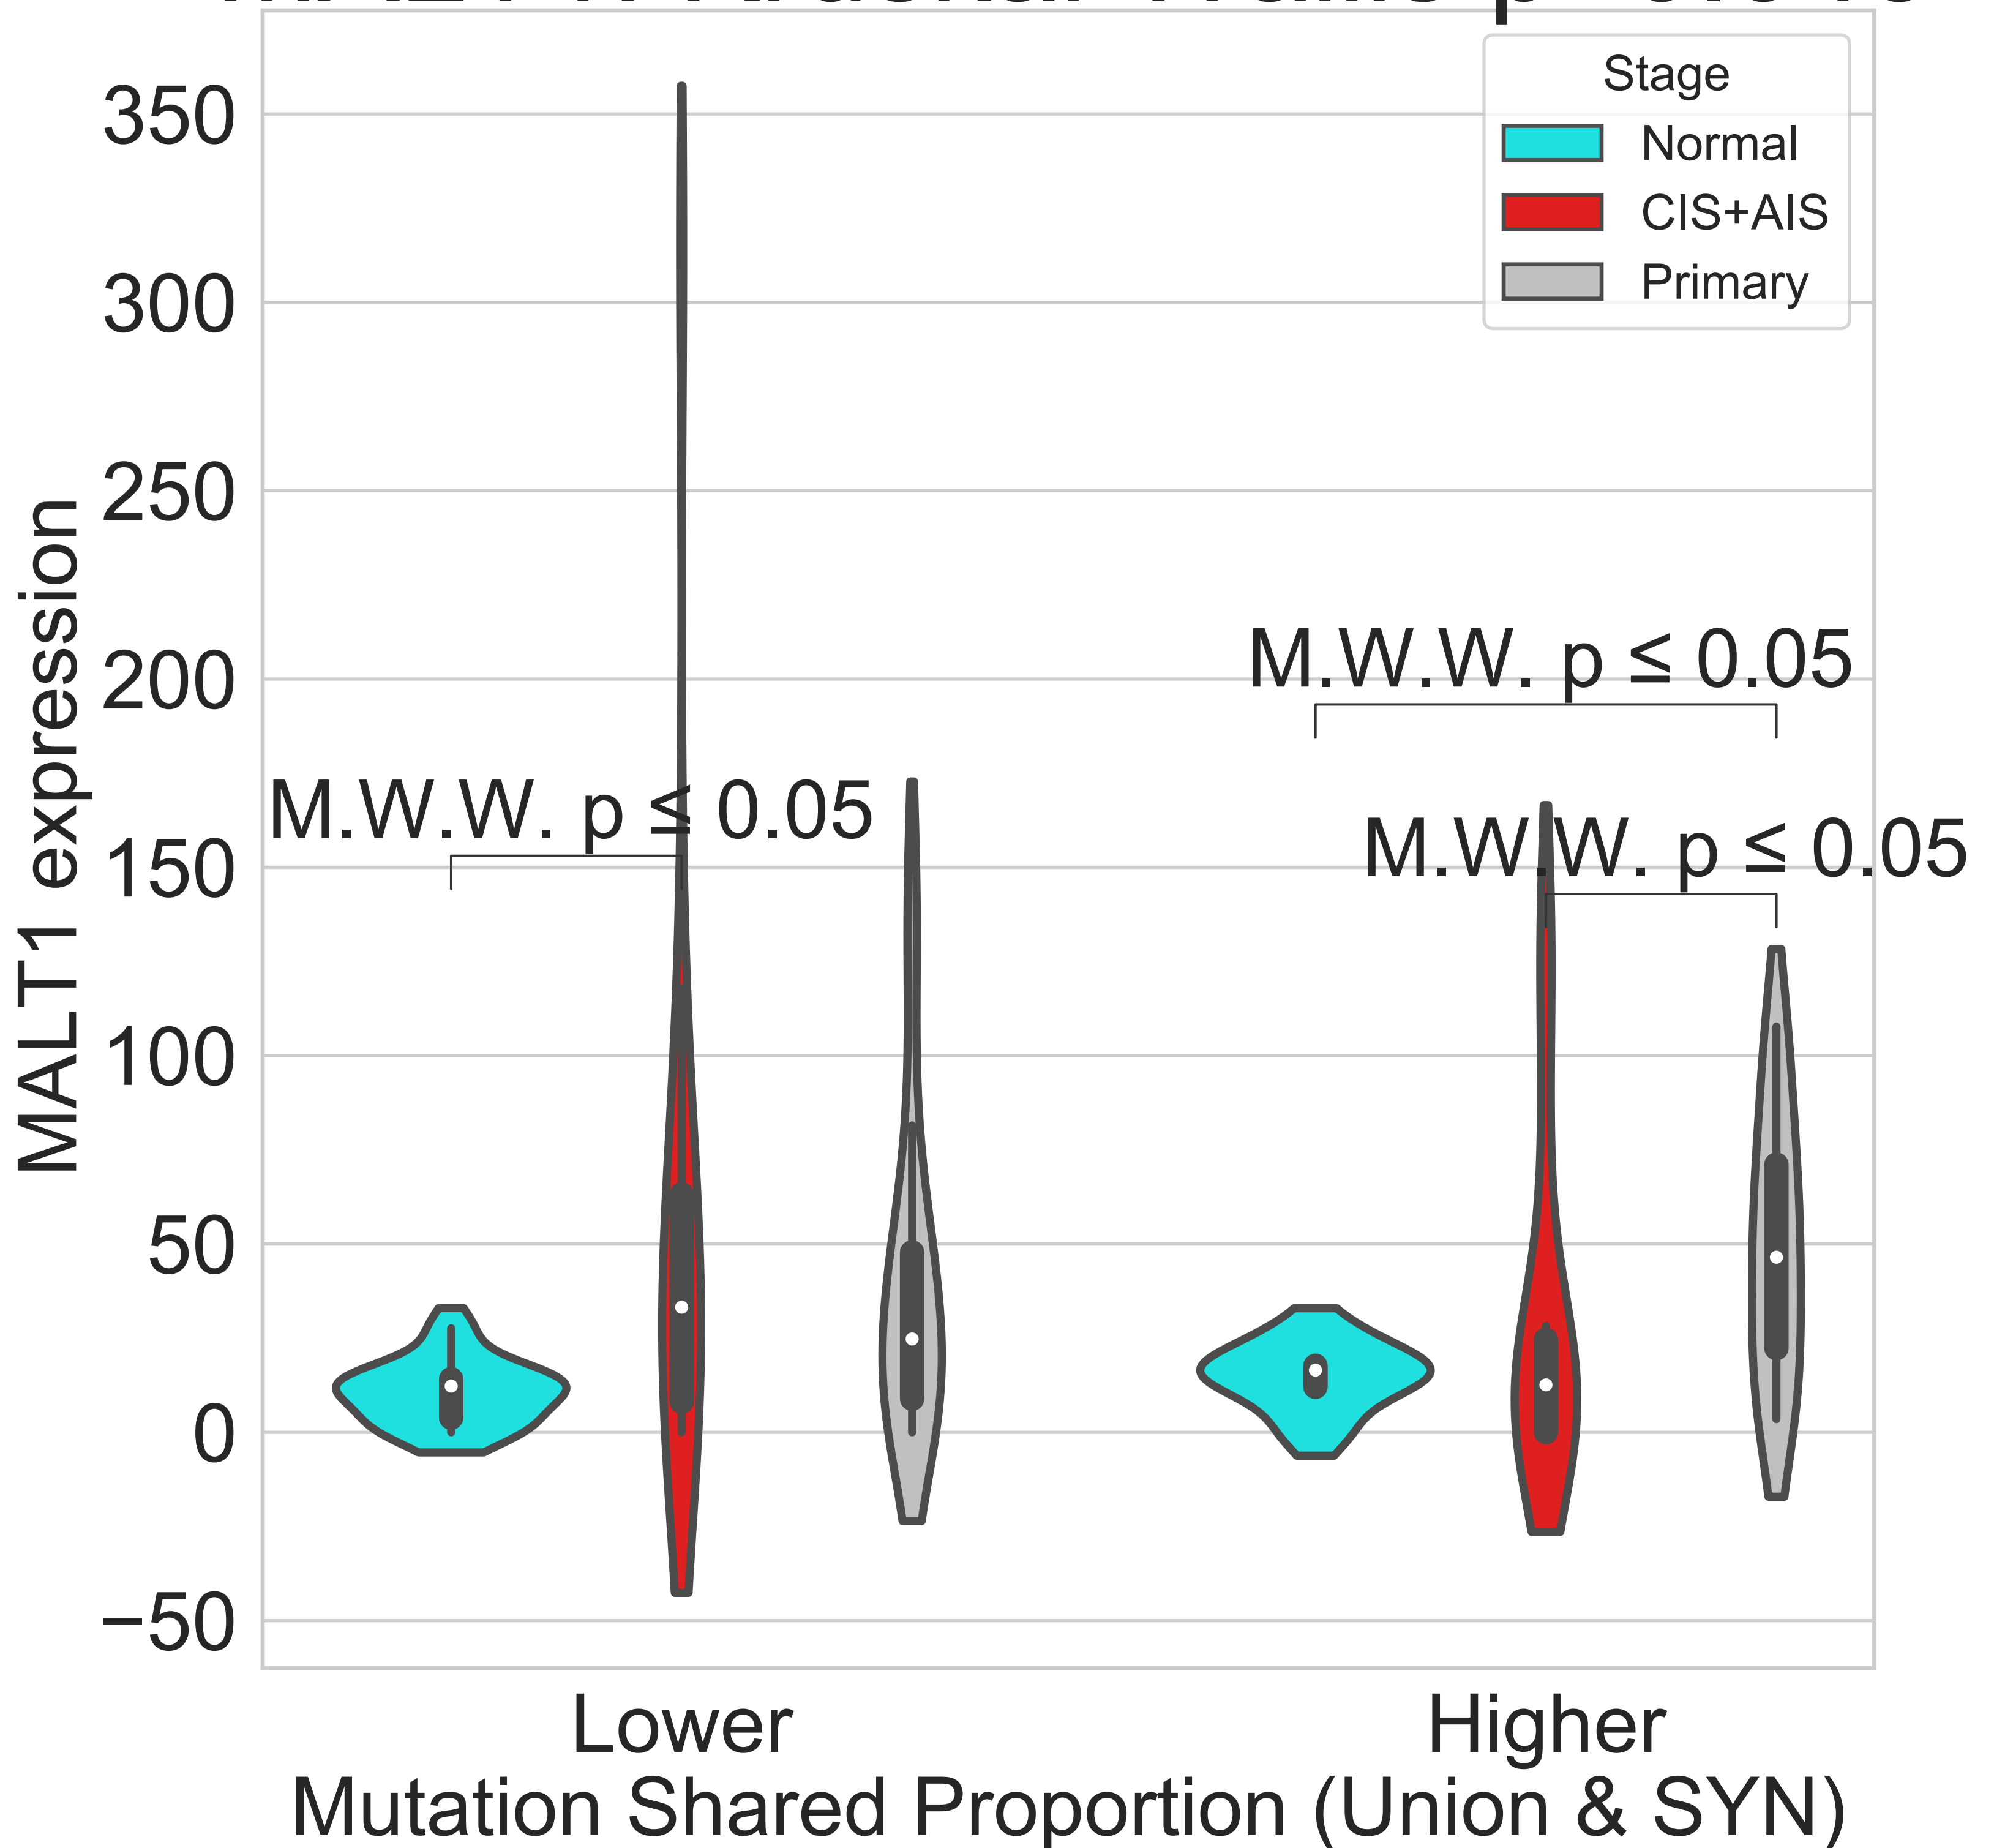 Stage
Normal
CIS+AIS
Primary
350
300
250
200
150
100
50
0
−50
MALT1 expression
M.W.W. p ≤ 0.05
M.W.W. p ≤ 0.05
M.W.W. p ≤ 0.05
Lower
Higher
Mutation Shared Proportion (Union & SYN)